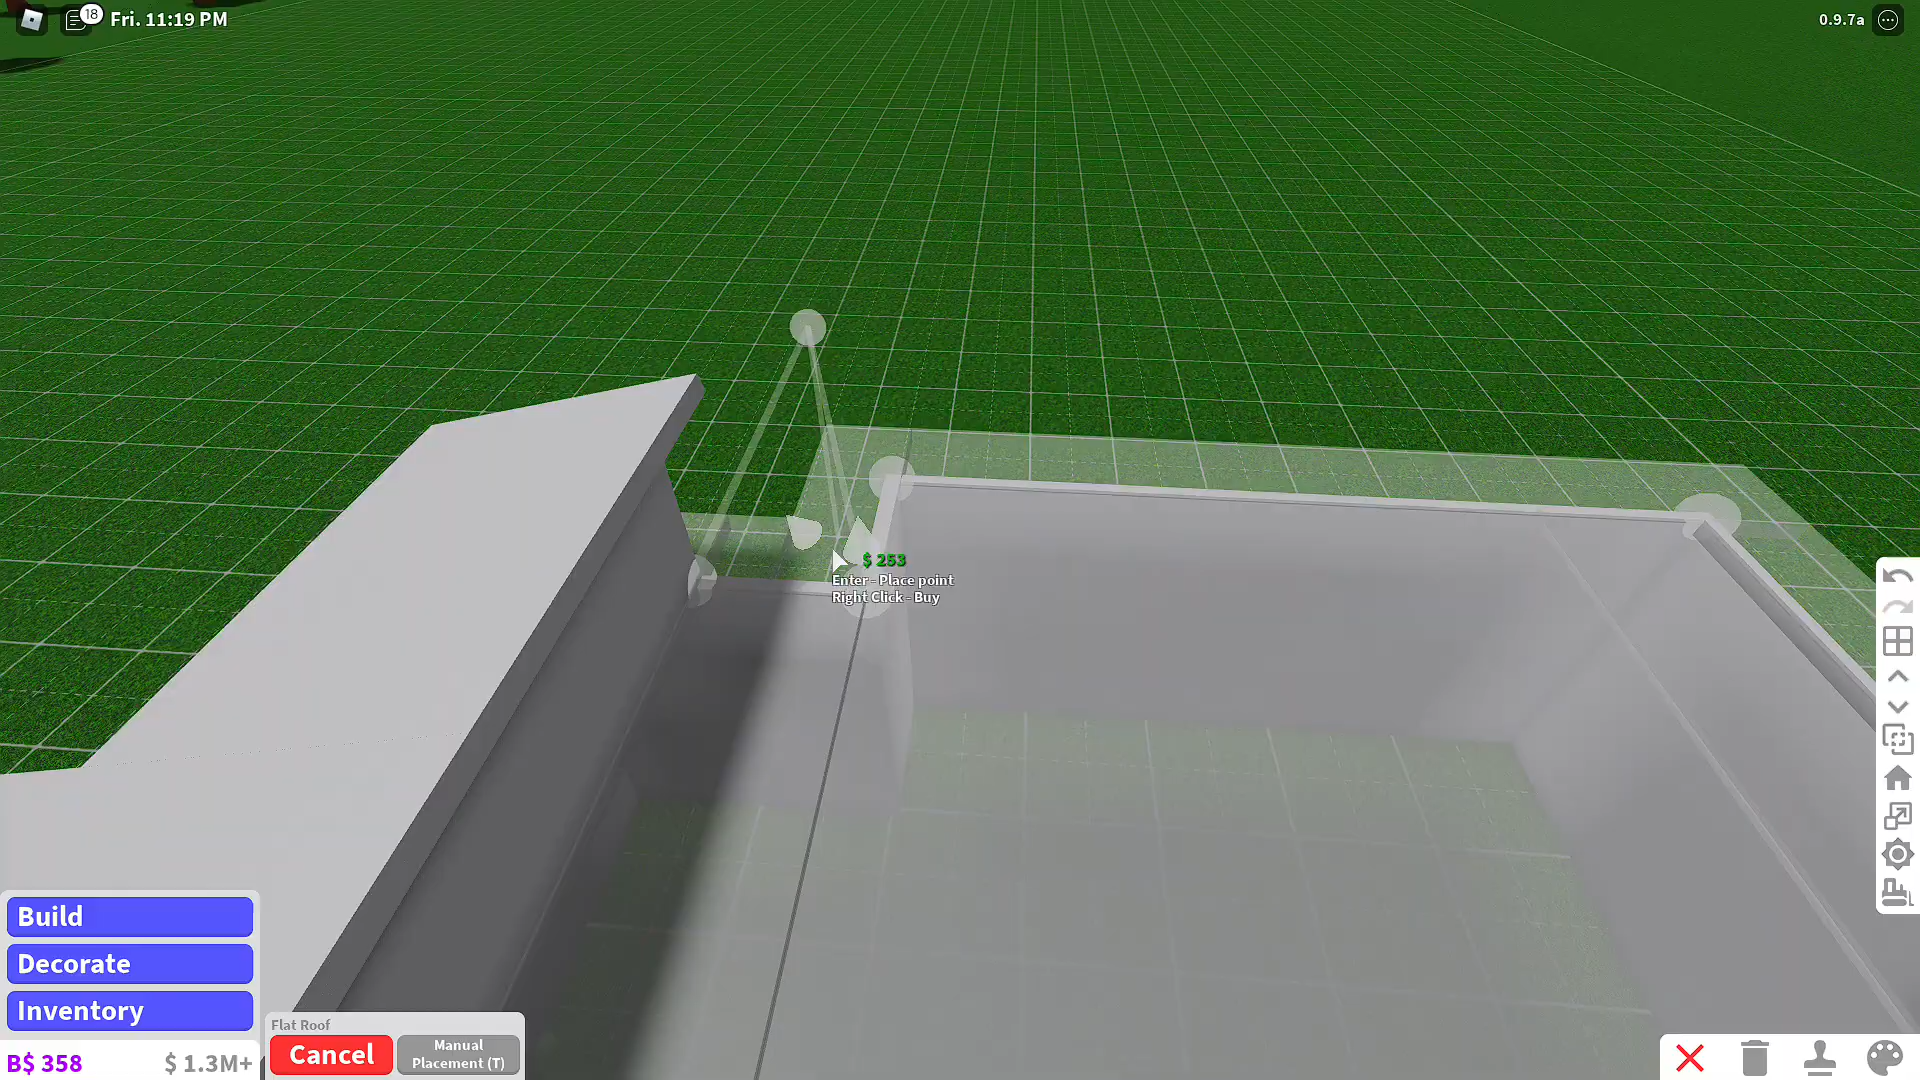 18
Fri. 11:19 PM
0.9.7a
$ 253
Enter - Place point
Right Click - Buy
Build
Decorate
Inventory
B$ 358
$ 1.3M+
Flat Roof
Cancel
Manual
Placement (T)